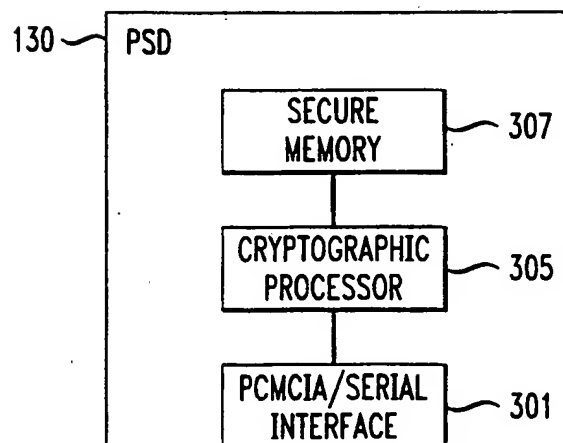 130 PSD
SECURE
MEMORY
307
CRYPTOGRAPHIC
PROCESSOR
305
PCMCIA/SERIAL
INTERFACE
301